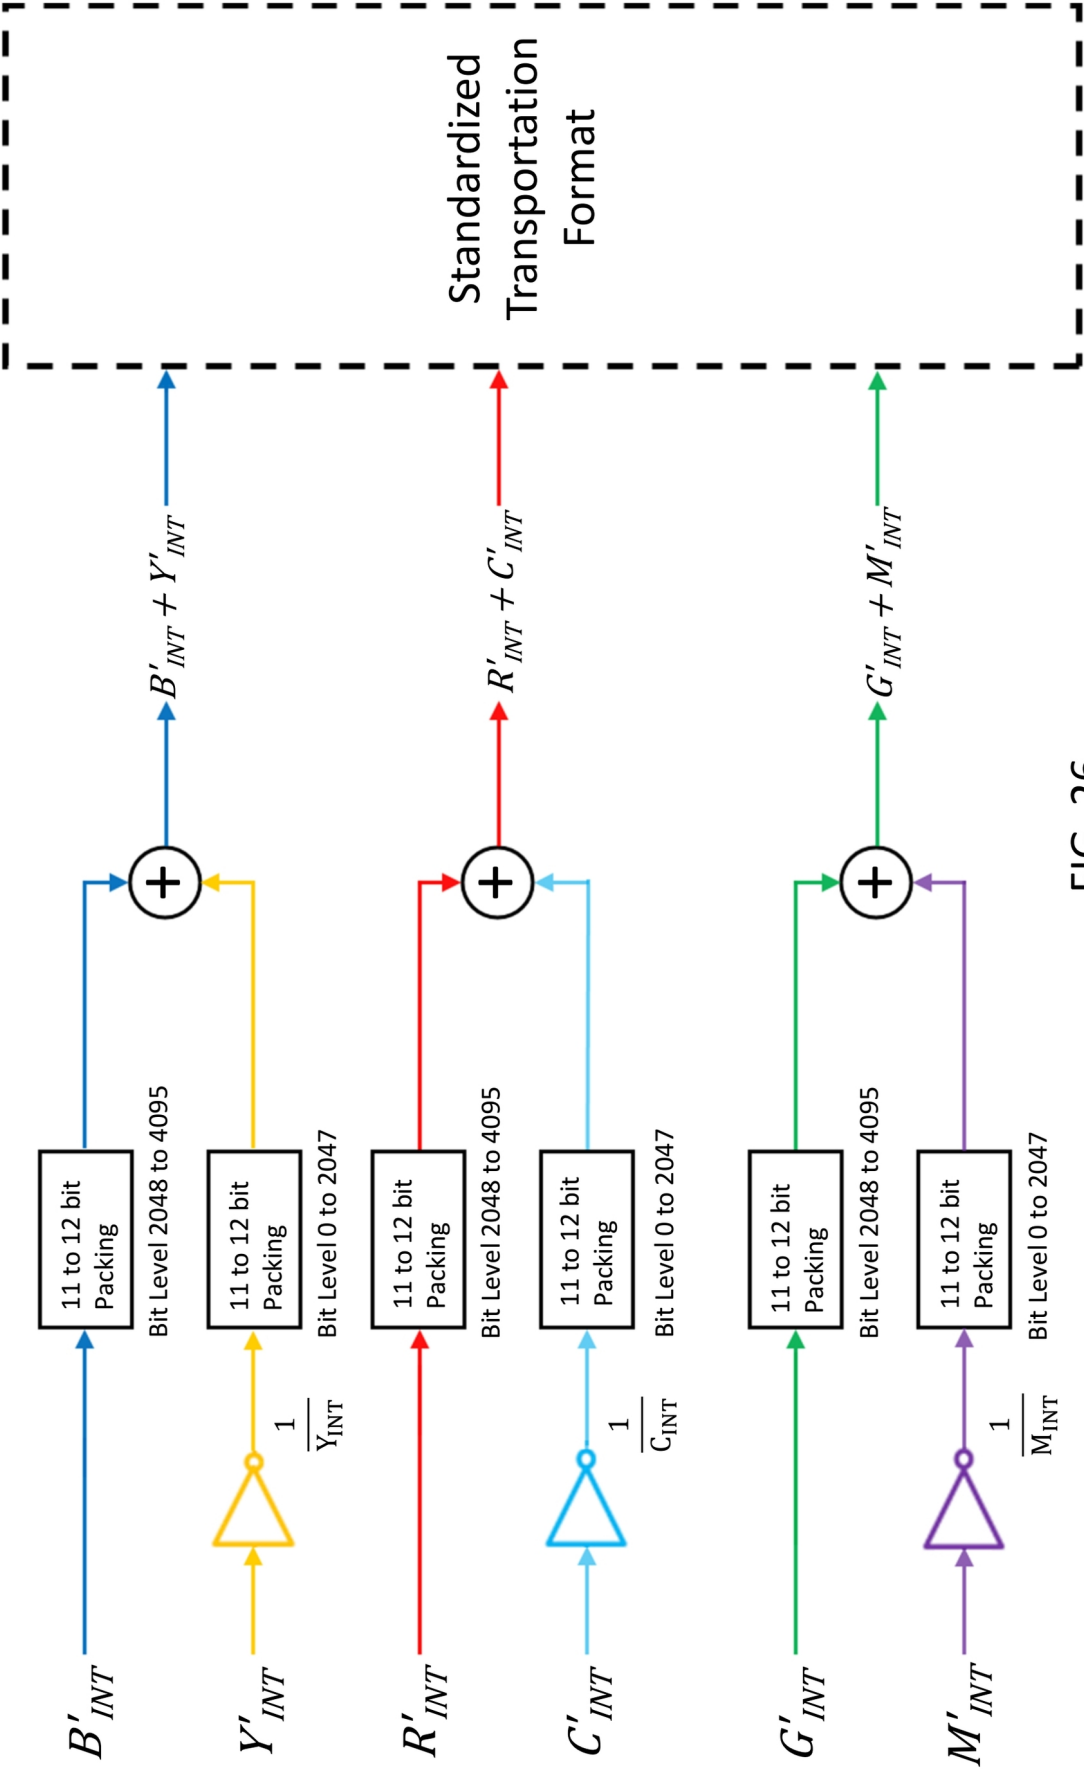 B′INT
11 to 12 bit
Packing
Bit Level 2048 to 4095
Y′INT
1
YINT
11 to 12 bit
Packing
Bit Level 0 to 2047
+
B′INT + Y′INT
R′INT
11 to 12 bit
Packing
Bit Level 2048 to 4095
C′INT
1
CINT
11 to 12 bit
Packing
Bit Level 0 to 2047
+
R′INT + C′INT
G′INT
11 to 12 bit
Packing
Bit Level 2048 to 4095
M′INT
1
MINT
11 to 12 bit
Packing
Bit Level 0 to 2047
+
G′INT + M′INT
Standardized
Transportation
Format
FIG. 26